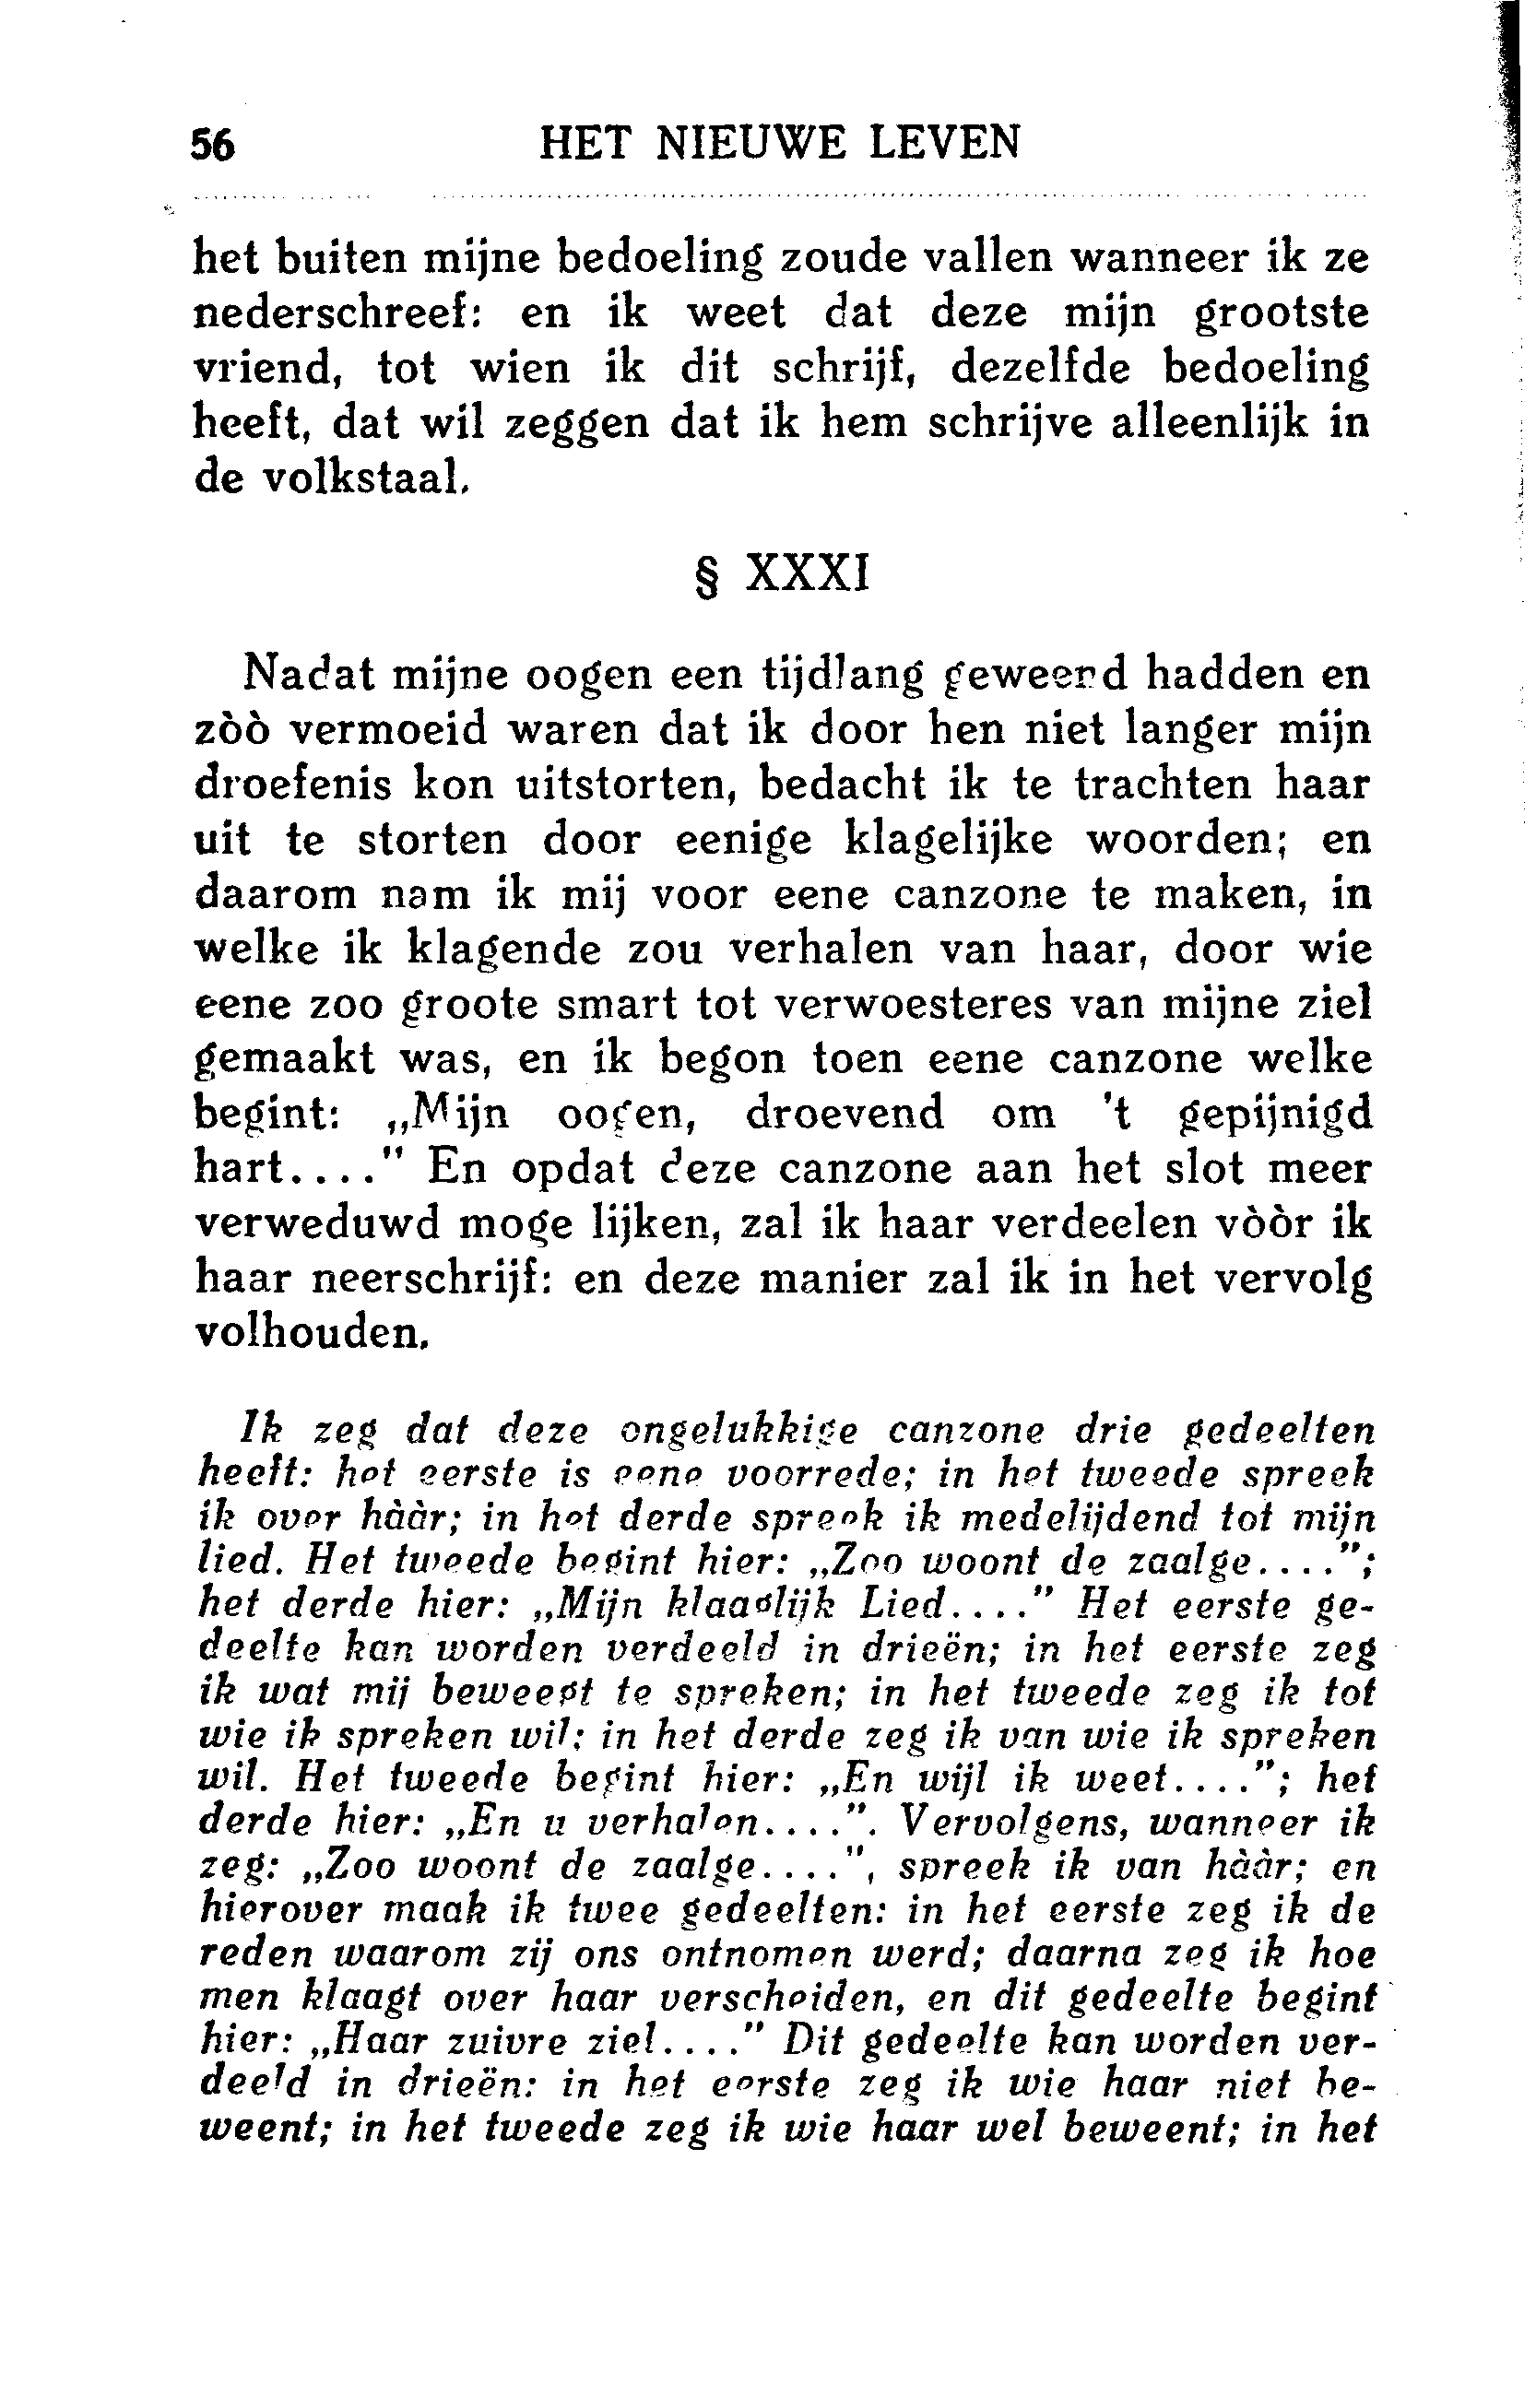 56 HET NIEUWE LEVEN
het buiten mijne bedoeling zoude vallen wanneer ik ze
nederschreef: en ik weet dat deze mijn grootste
vriend, tot wien ik dit schrijf, dezelfde bedoeling
heeft, dat wil zeggen dat ik hem schrijve alleenlijk in
de volkstaal.
§ XXXI
Nadat mijne oogen een tijdlang geweend hadden en
zòò vermoeid waren dat ik door hen niet langer mijn
droefenis kon uitstorten, bedacht ik te trachten haar
uit te storten door eenige klagelijke woorden; en
daarom nam ik mij voor eene canzone te maken, in
welke ik klagende zou verhalen van haar, door wie
eene zoo groote smart tot verwoesteres van mijne ziel
gemaakt was, en ik begon toen eene canzone welke
begint: „Mijn oogen, droevend om 't gepijnigd
hart...." En opdat deze canzone aan het slot meer
verweduwd moge lijken, zal ik haar verdeelen vòòr ik
haar neerschrijf: en deze manier zal ik in het vervolg
volhouden.
Ik zeg dat deze ongelukkige canzone drie gedeelten
heeft: het eerste is eene voorrede; in het tweede spreek
ik over hààr; in het derde spreek ik medelijdend tot mijn
lied. Het tweede begint hier: „Zoo woont de zaalge....";
het derde hier: „Mijn klaaglijk Lied...." Het eerste ge-
deelte kan worden verdeeld in drieën; in het eerste zeg
ik wat mij beweegt te spreken; in het tweede zeg ik tot
wie ik spreken wil; in het derde zeg ik van wie ik spreken
wil. Het tweede begint hier: „En wijl ik weet...."; het
derde hier: „En u verhalen....". Vervolgens, wanneer ik
zeg: „Zoo woont de zaalge....", spreek ik van hààr; en
hierover maak ik twee gedeelten: in het eerste zeg ik de
reden waarom zij ons ontnomen werd; daarna zeg ik hoe
men klaagt over haar verscheiden, en dit gedeelte begint
hier: „Haar zuivre ziel...." Dit gedeelte kan worden ver-
deeld in drieën: in het eerste zeg ik wie haar niet be-
weent; in het tweede zeg ik wie haar wel beweent; in het